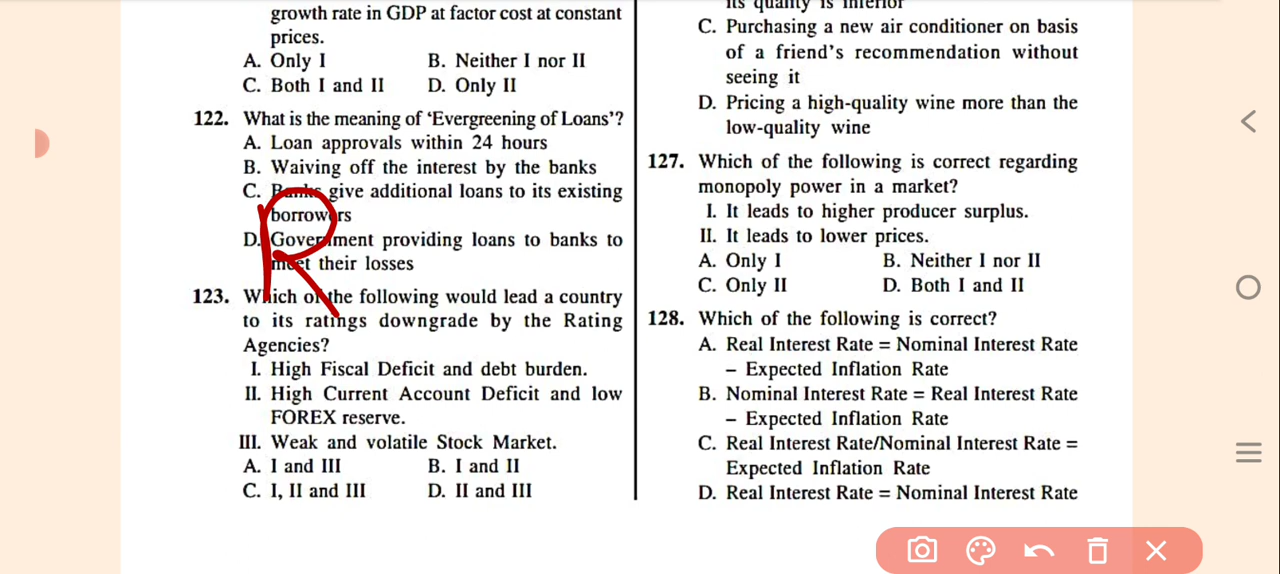 growth rate in GDP at factor cost at constant
prices.
A. Only I B. Neither I nor II
C. Both I and II D. Only II
122. What is the meaning of ‘Evergreening of Loans’?
A. Loan approvals within 24 hours
B. Waiving off the interest by the banks
C. Banks give additional loans to its existing
borrowers
D. Government providing loans to banks to
meet their losses
R
123. Which of the following would lead a country
to its ratings downgrade by the Rating
Agencies?
I. High Fiscal Deficit and debt burden.
II. High Current Account Deficit and low
FOREX reserve.
III. Weak and volatile Stock Market.
A. I and III B. I and II
C. I, II and III D. II and III
its quality is inferior
C. Purchasing a new air conditioner on basis
of a friend’s recommendation without
seeing it
D. Pricing a high-quality wine more than the
low-quality wine
127. Which of the following is correct regarding
monopoly power in a market?
I. It leads to higher producer surplus.
II. It leads to lower prices.
A. Only I B. Neither I nor II
C. Only II D. Both I and II
128. Which of the following is correct?
A. Real Interest Rate = Nominal Interest Rate
– Expected Inflation Rate
B. Nominal Interest Rate = Real Interest Rate
– Expected Inflation Rate
C. Real Interest Rate/Nominal Interest Rate =
Expected Inflation Rate
D. Real Interest Rate = Nominal Interest Rate